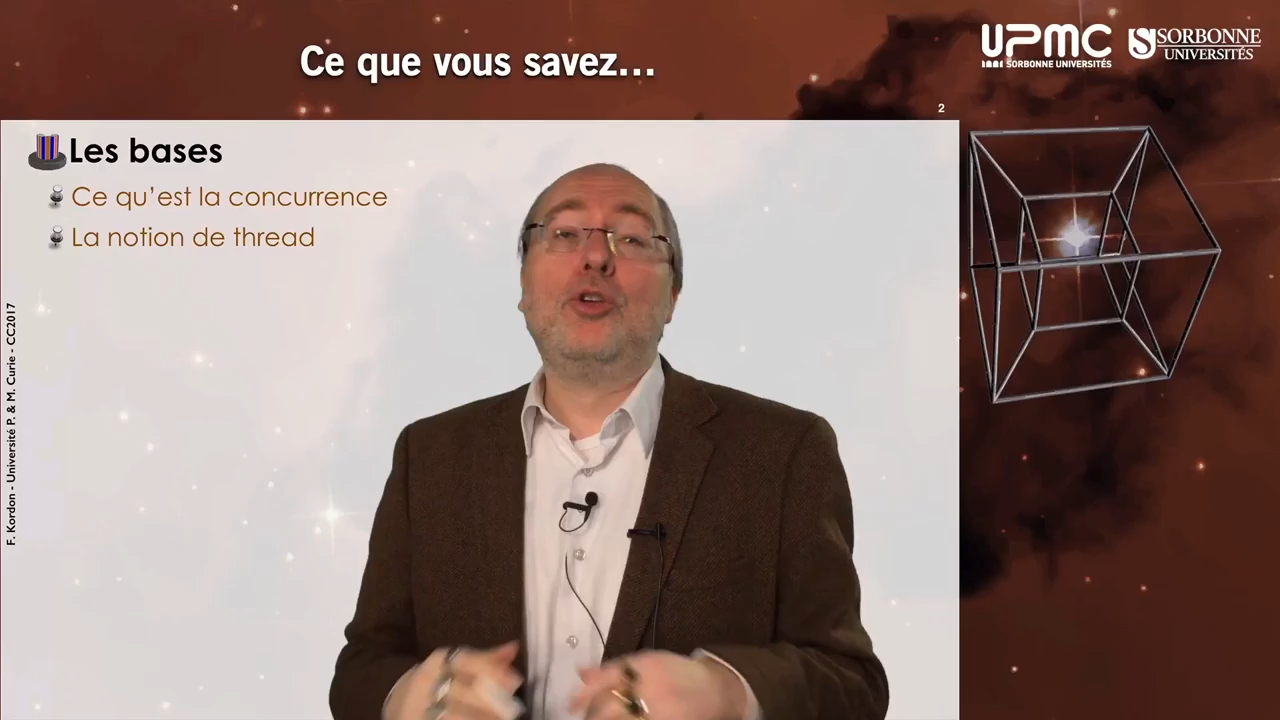 Ce que vous savez...
UPMC
SORBONNE UNIVERSITÉS
SORBONNE
UNIVERSITÉS
2
Les bases
Ce qu'est la concurrence
La notion de thread
F. Kordon - Université P. & M. Curie - CC2017